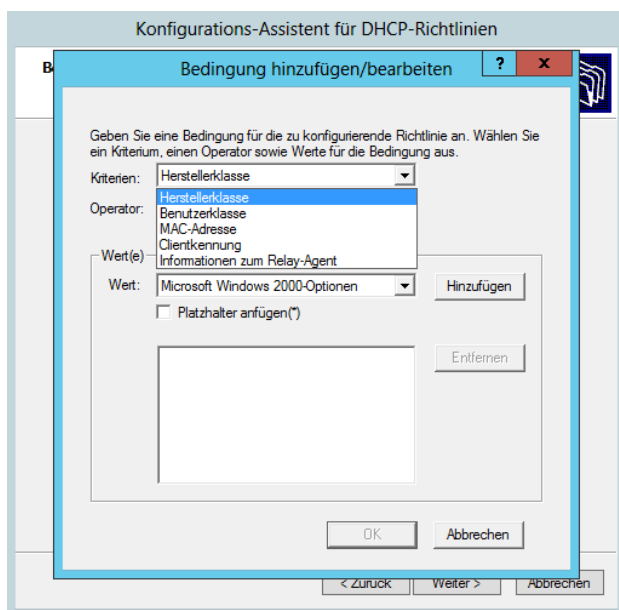 Konfigurations-Assistent für DHCP-Richtlinien
Bedingung hinzufügen/bearbeiten
?
x
Geben Sie eine Bedingung für die zu konfigurierende Richtlinie an. Wählen Sie
ein Kriterium, einen Operator sowie Werte für die Bedingung aus.
Kriterien:
Herstellerklasse
Herstellerklasse
Benutzerklasse
MAC-Adresse
Clientkennung
Informationen zum Relay-Agent
Operator:
Wert(e)
Wert:
Microsoft Windows 2000-Optionen
Hinzufügen
Platzhalter anfügen(*)
Entfernen
OK
Abbrechen
< Zurück
Weiter >
Abbrechen